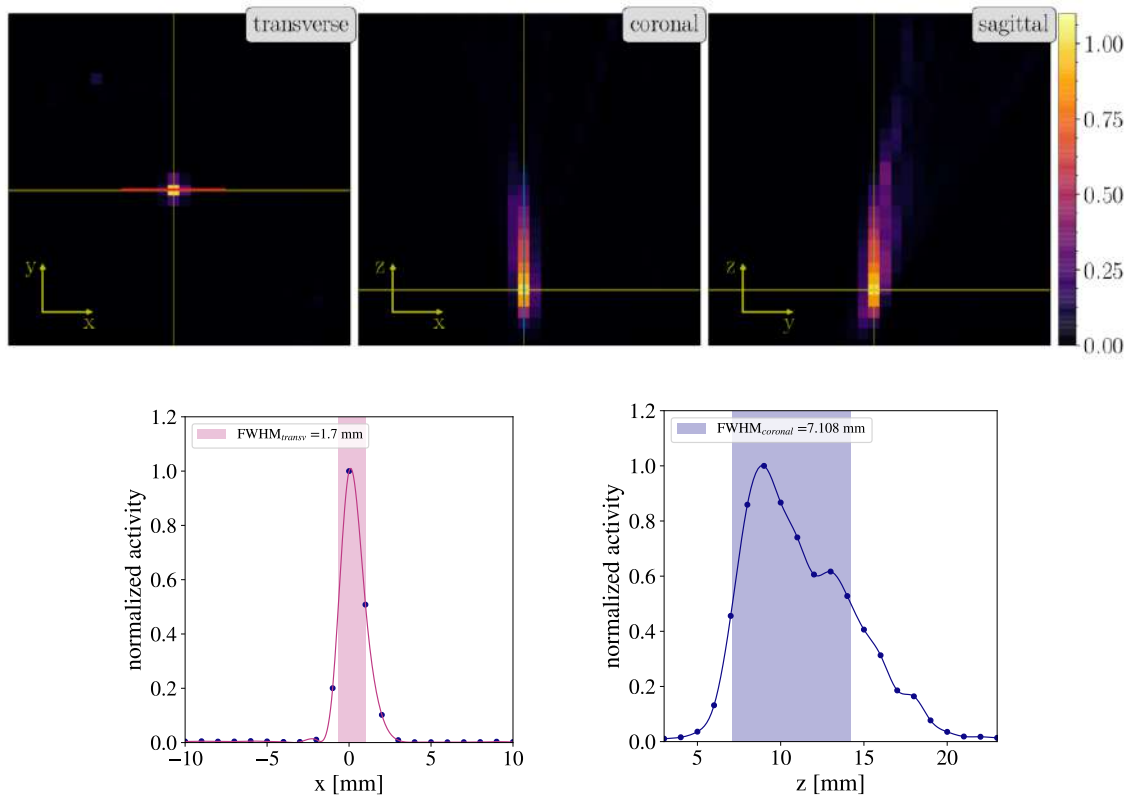 transverse
coronal
sagittal
1.00
0.75
0.50
0.25
0.00
y
x
z
x
z
y
1.2
1.0
0.8
0.6
0.4
0.2
0.0
normalized activity
FWHMtransv =1.7 mm
−10
−5
0
5
10
x [mm]
1.2
1.0
0.8
0.6
0.4
0.2
0.0
normalized activity
FWHMcoronal =7.108 mm
5
10
15
20
z [mm]